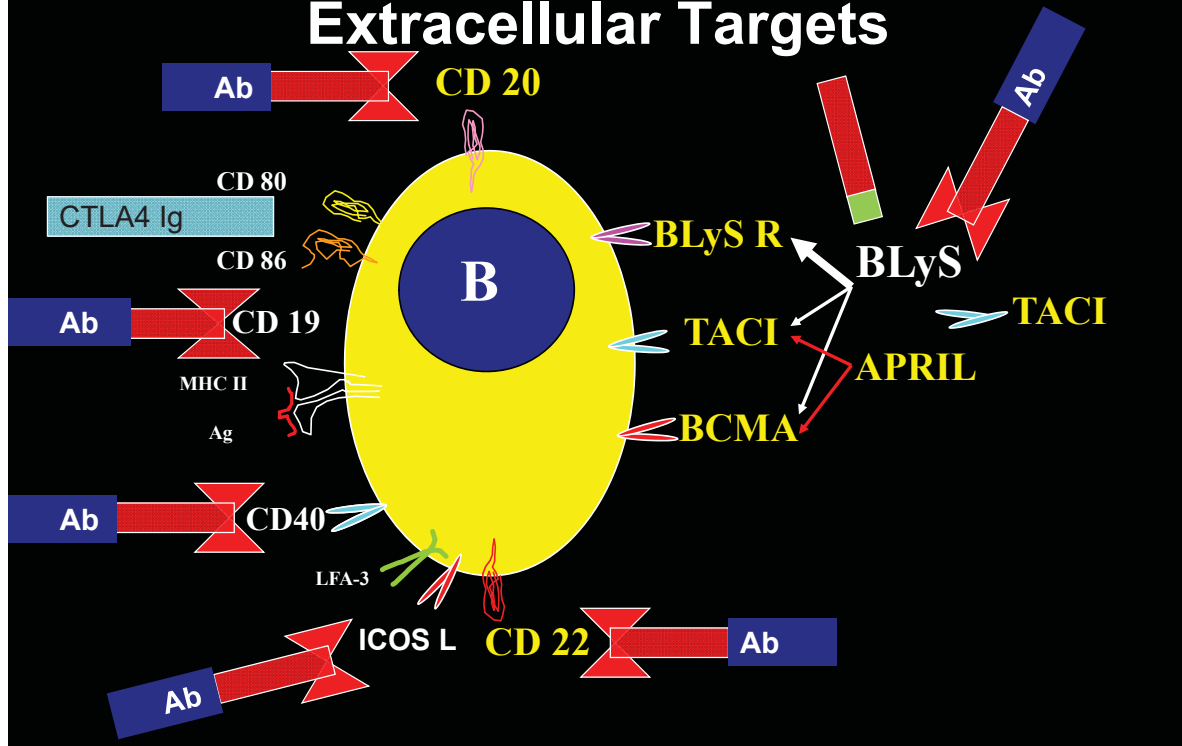 Extracellular Targets
Ab
CD 20
Ab
CD 80
CTLA4 Ig
CD 86
B
BLyS R
BLyS
Ab
CD 19
TACI
TACI
MHC II
APRIL
Ag
BCMA
Ab
CD40
LFA-3
ICOS L
CD 22
Ab
Ab